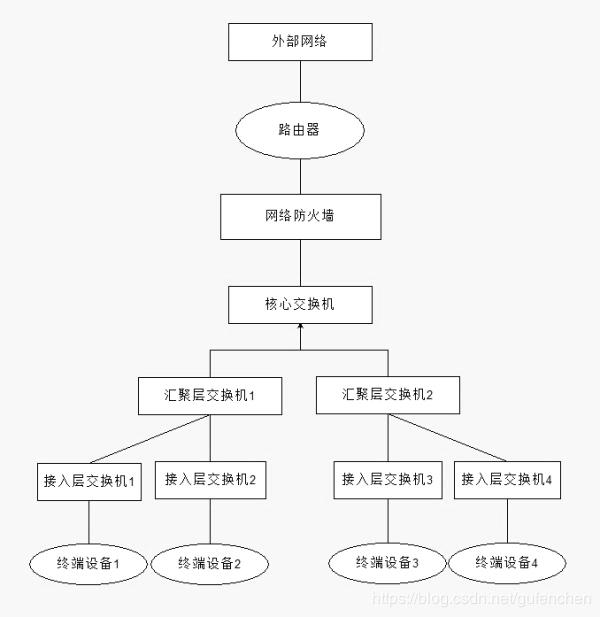 外部网络
路由器
网络防火墙
核心交换机
汇聚层交换机1
汇聚层交换机2
接入层交换机1
接入层交换机2
接入层交换机3
接入层交换机4
终端设备1
终端设备2
终端设备3
终端设备4
https://blog.csdn.net/gufenchen